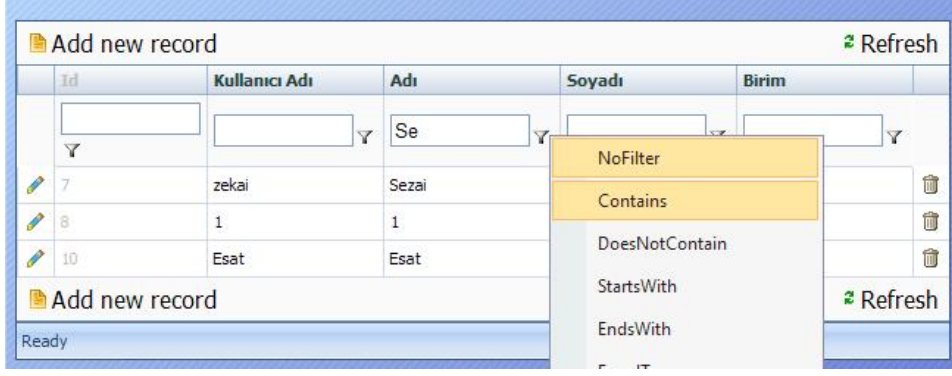 Add new record Refresh
Id Kullanıcı Adı Adı Soyadı Birim
Se
NoFilter
7 zekai Sezai
Contains
8 1 1
DoesNotContain
10 Esat Esat
StartsWith
Add new record Refresh
EndsWith
Ready